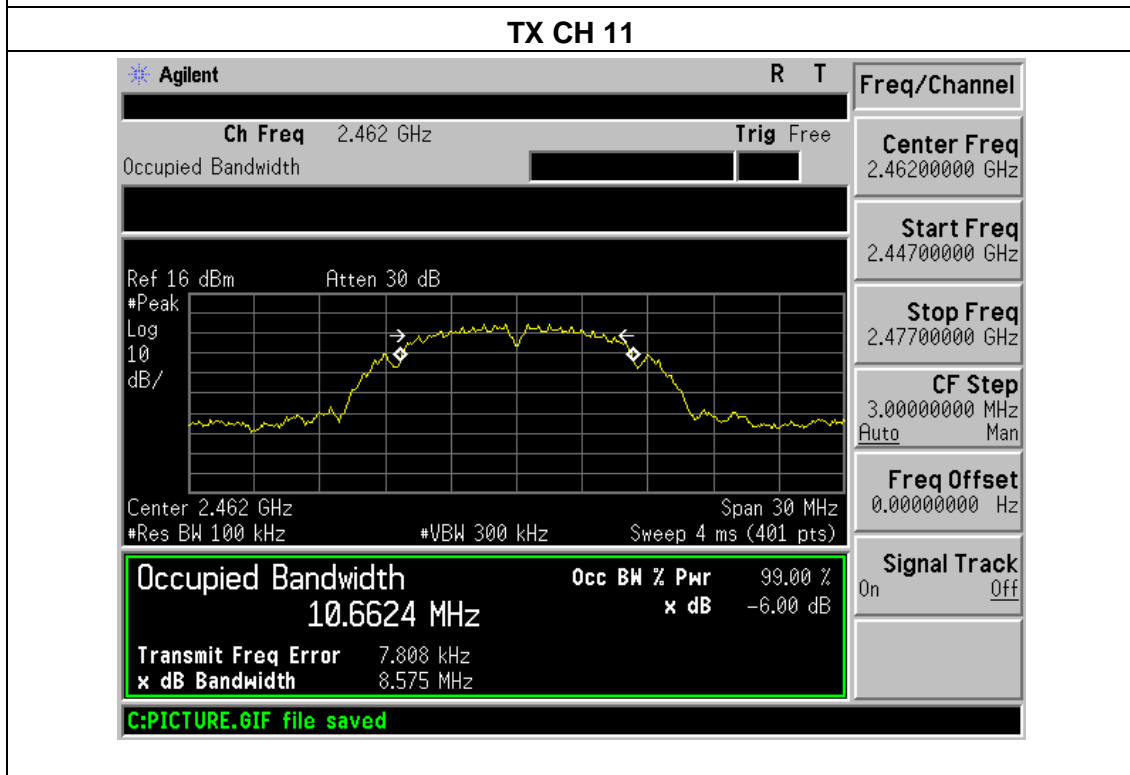 TX CH 11
Agilent R T
Ch Freq 2.462 GHz Trig Free
Occupied Bandwidth
Ref 16 dBm Atten 30 dB
#Peak
Log
10
dB/
Center 2.462 GHz Span 30 MHz
#Res BW 100 kHz #VBW 300 kHz Sweep 4 ms (401 pts)
Occupied Bandwidth Occ BW % Pwr 99.00 %
10.6624 MHz x dB -6.00 dB
Transmit Freq Error 7.808 kHz
x dB Bandwidth 8.575 MHz
C:PICTURE.GIF file saved
Freq/Channel
Center Freq
2.46200000 GHz
Start Freq
2.44700000 GHz
Stop Freq
2.47700000 GHz
CF Step
3.00000000 MHz
Auto Man
Freq Offset
0.00000000 Hz
Signal Track
On Off